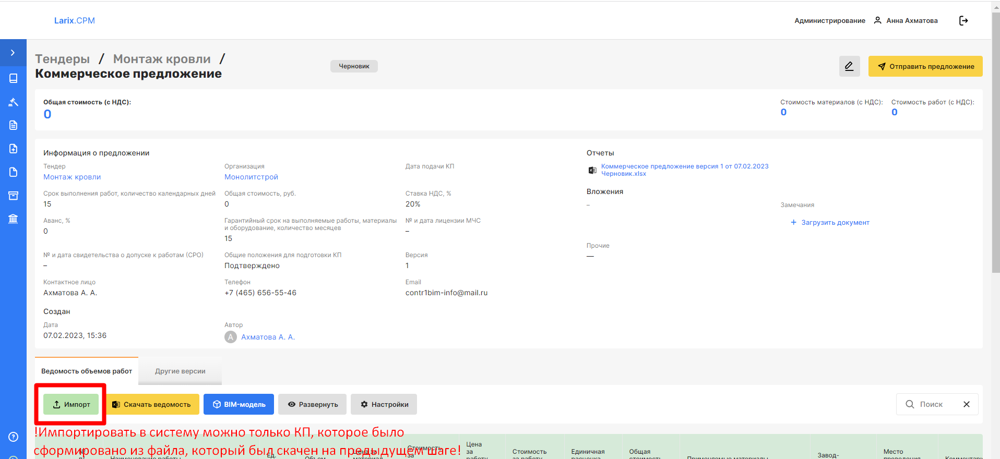 Larix.CPM
Администрирование Анна Ахматова
Тендеры / Монтаж кровли /
Коммерческое предложение
Черновик
Отправить предложение
Общая стоимость (с НДС):
0
Стоимость материалов (с НДС): Стоимость работ (с НДС):
0 0
Информация о предложении
Тендер Организация Дата подачи КП
Монтаж кровли Монолитстрой
Срок выполнения работ, количество календарных дней Общая стоимость, руб. Ставка НДС, %
15 0 20%
Аванс, % Гарантийный срок на выполняемые работы, материалы № и дата лицензии МЧС
и оборудование, количество месяцев
0 –
15
№ и дата свидетельства о допуске к работам (СРО) Общие положения для подготовки КП Версия
– Подтверждено 1
Контактное лицо Телефон Email
Ахматова А. А. +7 (465) 656-55-46 contr1bim-info@mail.ru
Создан
Дата Автор
07.02.2023, 15:36 А Ахматова А. А.
Отчеты
Коммерческое предложение версия 1 от 07.02.2023
Черновик.xlsx
Вложения
– Замечания
+ Загрузить документ
Прочие
—
Ведомость объемов работ Другие версии
Импорт Скачать ведомость BIM-модель Развернуть Настройки Поиск
!Импортировать в систему можно только КП, которое было
сформировано из файла, который был скачен на предыдущем шаге!
Цена
Стоимость за Стоимость Единичная Общая Место
за работу за работу расценка стоимость Применяемые материалы Завод- проведения
Наименование работы Ед. Объем Цена за материал